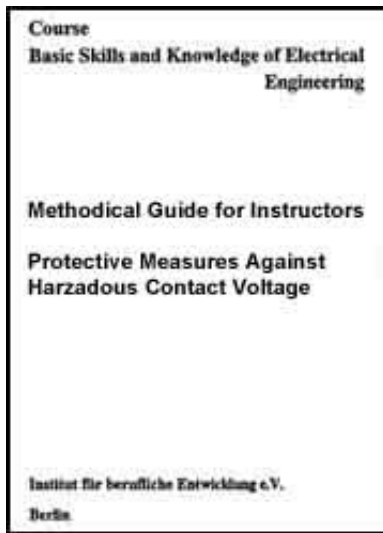 Course
Basic Skills and Knowledge of Electrical
Engineering
Methodical Guide for Instructors
Protective Measures Against
Harzadous Contact Voltage
Institut für berufliche Entwicklung e.V.
Berlin